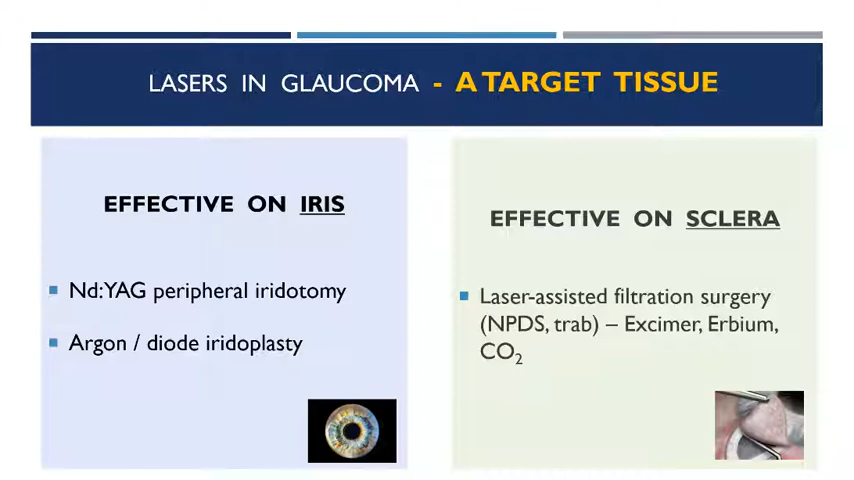 LASERS IN GLAUCOMA - A TARGET TISSUE
EFFECTIVE ON IRIS
Nd:YAG peripheral iridotomy
Argon / diode iridoplasty
EFFECTIVE ON SCLERA
Laser-assisted filtration surgery
(NPDS, trab) – Excimer, Erbium,
CO₂